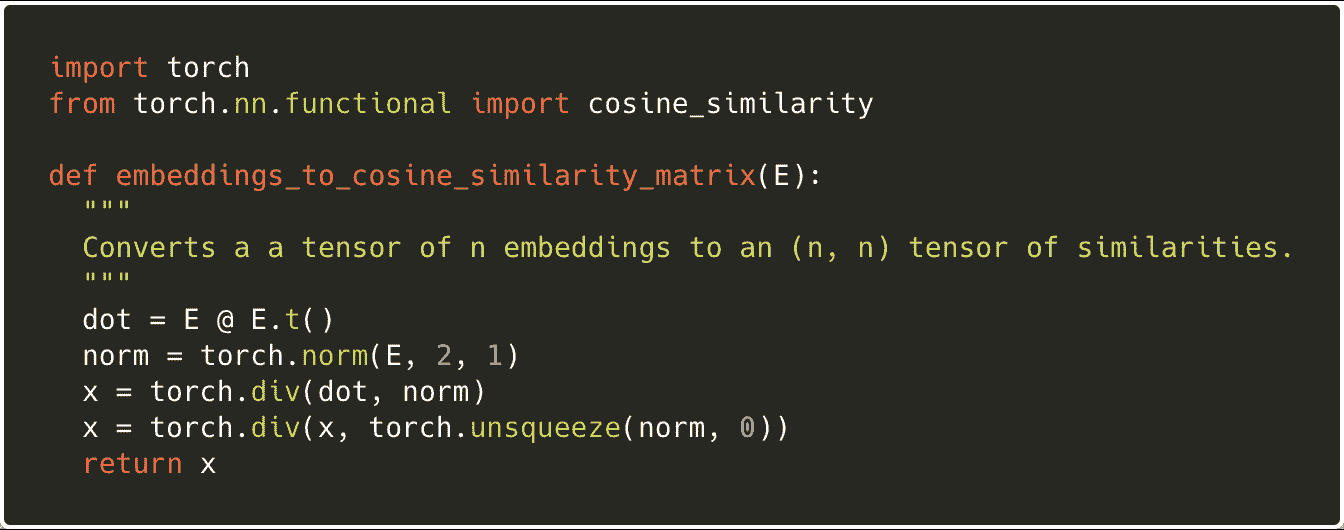 import torch
from torch.nn.functional import cosine_similarity
def embeddings_to_cosine_similarity_matrix(E):
"""
Converts a a tensor of n embeddings to an (n, n) tensor of similarities.
"""
dot = E @ E.t()
norm = torch.norm(E, 2, 1)
x = torch.div(dot, norm)
x = torch.div(x, torch.unsqueeze(norm, 0))
return x